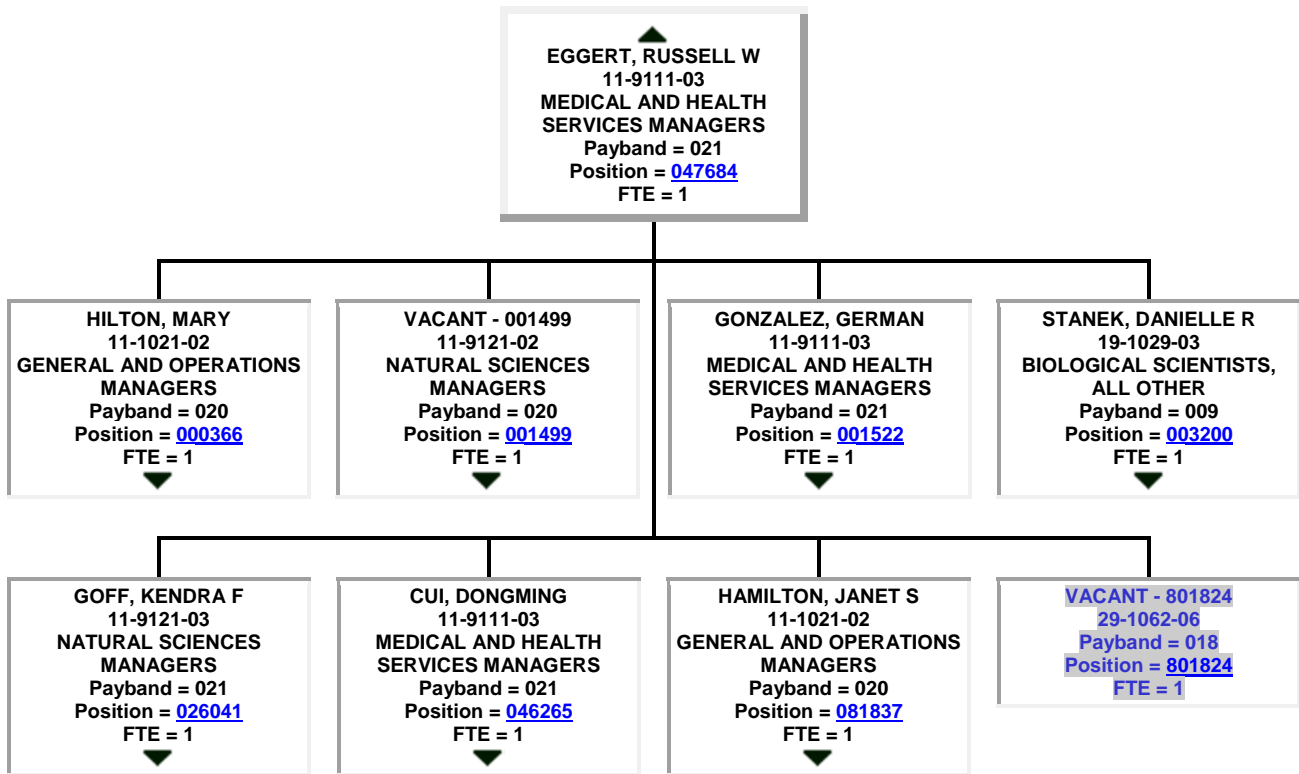 EGGERT, RUSSELL W
11-9111-03
MEDICAL AND HEALTH
SERVICES MANAGERS
Payband = 021
Position = 047684
FTE = 1
HILTON, MARY
11-1021-02
GENERAL AND OPERATIONS
MANAGERS
Payband = 020
Position = 000366
FTE = 1
VACANT - 001499
11-9121-02
NATURAL SCIENCES
MANAGERS
Payband = 020
Position = 001499
FTE = 1
GONZALEZ, GERMAN
11-9111-03
MEDICAL AND HEALTH
SERVICES MANAGERS
Payband = 021
Position = 001522
FTE = 1
STANEK, DANIELLE R
19-1029-03
BIOLOGICAL SCIENTISTS,
ALL OTHER
Payband = 009
Position = 003200
FTE = 1
GOFF, KENDRA F
11-9121-03
NATURAL SCIENCES
MANAGERS
Payband = 021
Position = 026041
FTE = 1
CUI, DONGMING
11-9111-03
MEDICAL AND HEALTH
SERVICES MANAGERS
Payband = 021
Position = 046265
FTE = 1
HAMILTON, JANET S
11-1021-02
GENERAL AND OPERATIONS
MANAGERS
Payband = 020
Position = 081837
FTE = 1
VACANT - 801824
29-1062-06
Payband = 018
Position = 801824
FTE = 1